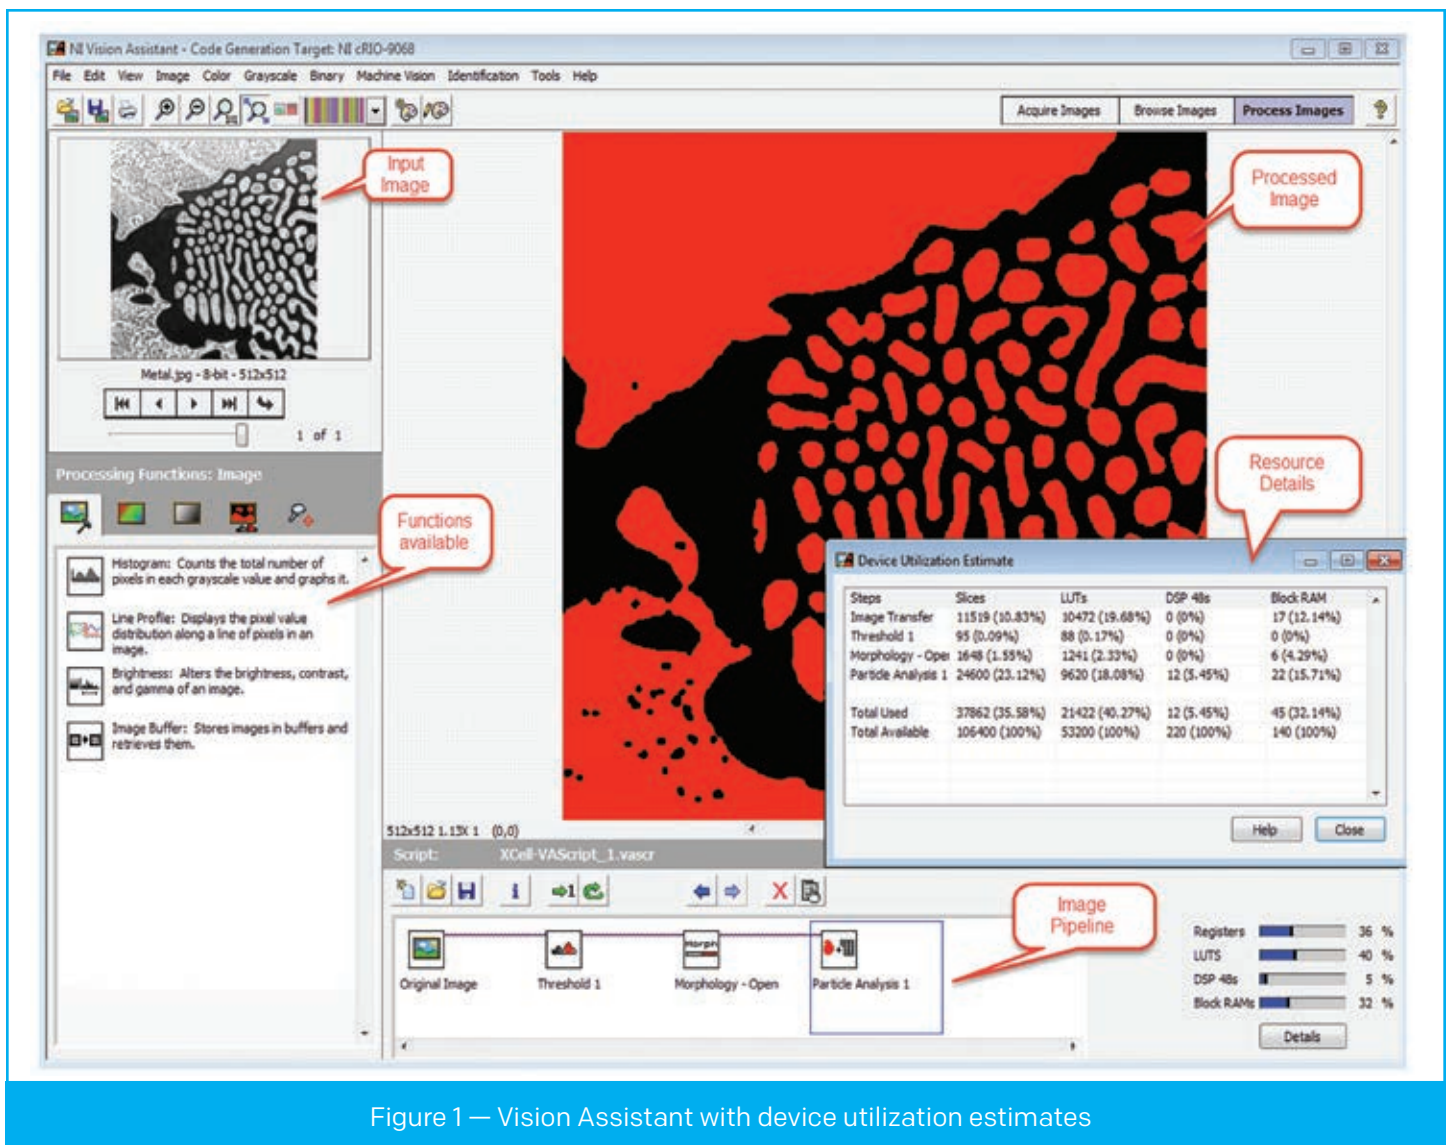 NI Vision Assistant - Code Generation Target: NI cRIO-9068
File Edit View Image Color Grayscale Binary Machine Vision Identification Tools Help
Acquire Images Browse Images Process Images
Input
Image
Processed
Image
Metal.jpg - 8-bit - 512x512
1 of 1
Processing Functions: Image
Functions
available
Histogram: Counts the total number of
pixels in each grayscale value and graphs it.
Line Profile: Displays the pixel value
distribution along a line of pixels in an
image.
Brightness: Alters the brightness, contrast,
and gamma of an image.
Image Buffer: Stores images in buffers and
retrieves them.
Resource
Details
Device Utilization Estimate
Steps Slices LUTs DSP 48s Block RAM
Image Transfer 11519 (10.83%) 10472 (19.68%) 0 (0%) 17 (12.14%)
Threshold 1 95 (0.09%) 88 (0.17%) 0 (0%) 0 (0%)
Morphology - Open 1648 (1.55%) 1241 (2.33%) 0 (0%) 6 (4.29%)
Particle Analysis 1 24600 (23.12%) 9620 (18.08%) 12 (5.45%) 22 (15.71%)
Total Used 37862 (35.58%) 21422 (40.27%) 12 (5.45%) 45 (32.14%)
Total Available 106400 (100%) 53200 (100%) 220 (100%) 140 (100%)
Help Close
512x512 1.13X 1 (0,0)
Script: XCell-VAScript_1.vascr
1
Image
Pipeline
Morph
Original Image Threshold 1 Morphology - Open Particle Analysis 1
Registers 36 %
LUTS 40 %
DSP 48s 5 %
Block RAMs 32 %
Details
Figure 1 — Vision Assistant with device utilization estimates